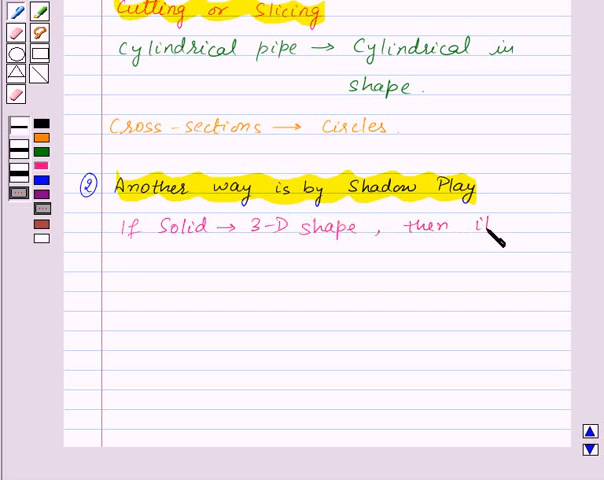 Cutting or Slicing
Cylindrical pipe → Cylindrical in
shape.
Cross-sections → Circles.
② Another way is by Shadow Play
If Solid → 3-D shape, then